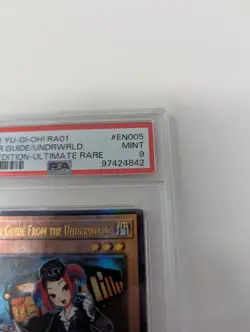 YU-GI-OH! RA01 #EN005
R GUIDE/UNDRWRLD. MINT
EDITION-ULTIMATE RARE 9
PSA 97424842
GUIDE FROM THE UNDERWORLD